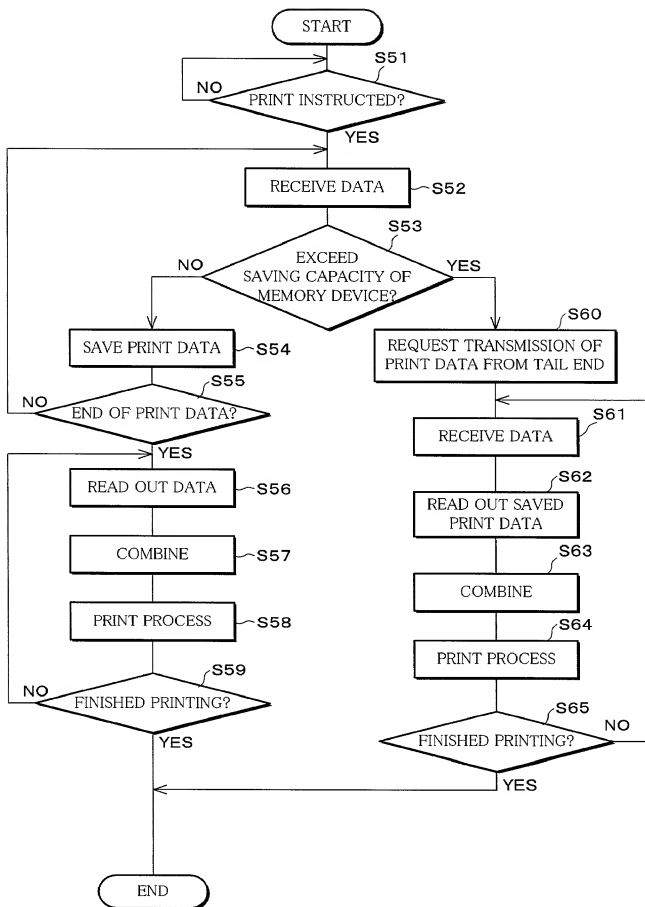 START
S51
NO
PRINT INSTRUCTED?
YES
RECEIVE DATA
S52
S53
NO
EXCEED
SAVING CAPACITY OF
MEMORY DEVICE?
YES
SAVE PRINT DATA
S54
S55
NO
END OF PRINT DATA?
YES
READ OUT DATA
S56
COMBINE
S57
PRINT PROCESS
S58
S59
NO
FINISHED PRINTING?
YES
S60
REQUEST TRANSMISSION OF
PRINT DATA FROM TAIL END
S61
RECEIVE DATA
S62
READ OUT SAVED
PRINT DATA
S63
COMBINE
S64
PRINT PROCESS
S65
FINISHED PRINTING?
NO
YES
END